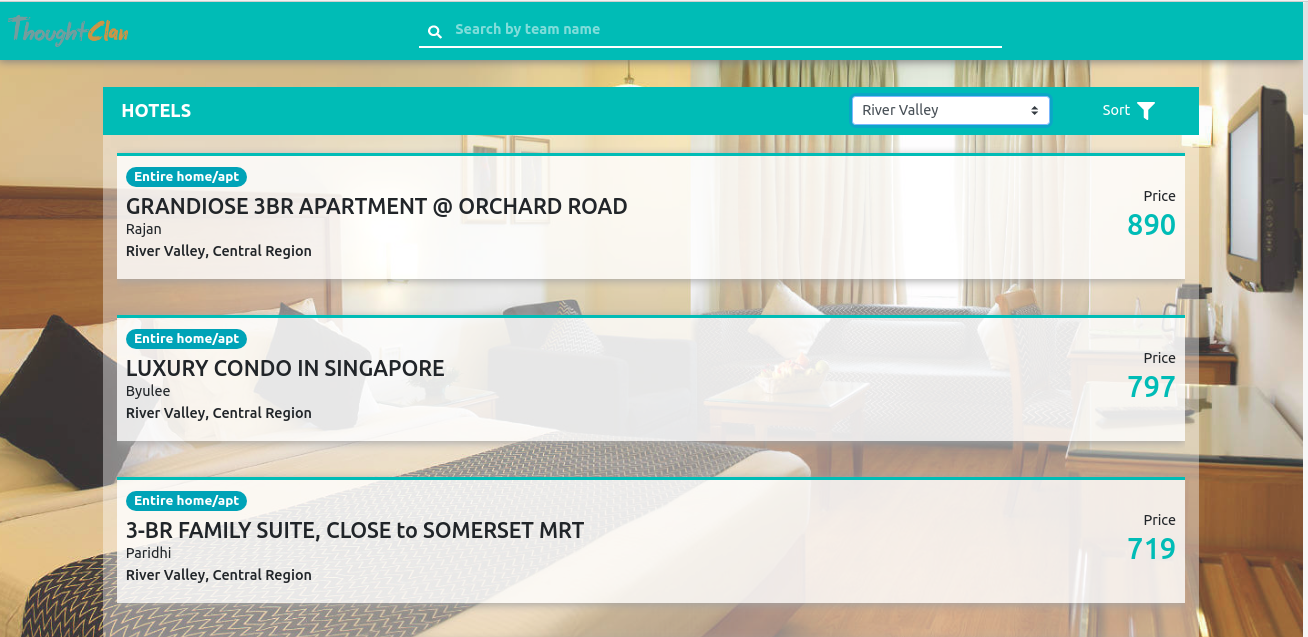 ThoughtClan
Search by team name
HOTELS
River Valley
Sort
Entire home/apt
GRANDIOSE 3BR APARTMENT @ ORCHARD ROAD
Rajan
River Valley, Central Region
Price
890
Entire home/apt
LUXURY CONDO IN SINGAPORE
Byulee
River Valley, Central Region
Price
797
Entire home/apt
3-BR FAMILY SUITE, CLOSE to SOMERSET MRT
Paridhi
River Valley, Central Region
Price
719